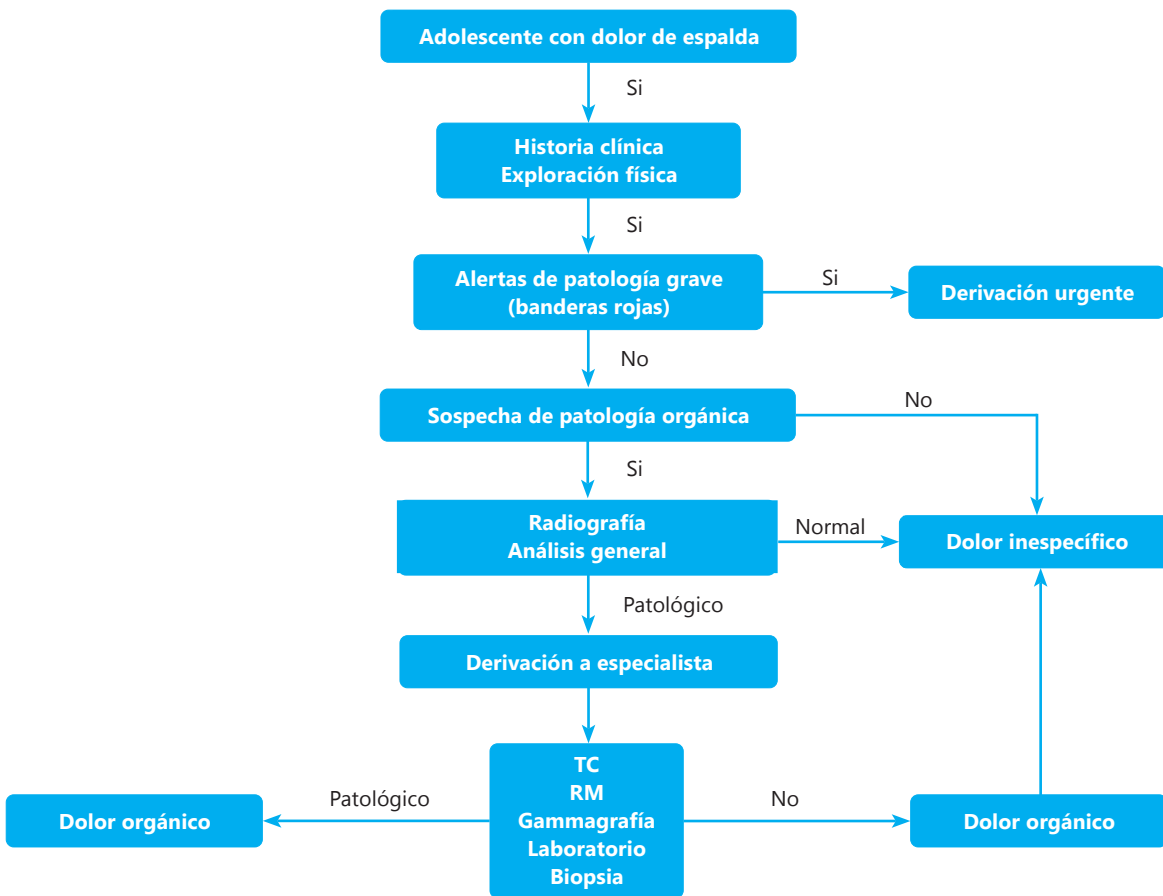 Adolescente con dolor de espalda
Si
Historia clínica
Exploración física
Si
Alertas de patología grave
(banderas rojas)
Si
Derivación urgente
No
Sospecha de patología orgánica
No
Si
Radiografía
Análisis general
Normal
Dolor inespecífico
Patológico
Derivación a especialista
TC
RM
Gammagrafía
Laboratorio
Biopsia
Patológico
Dolor orgánico
No
Dolor orgánico